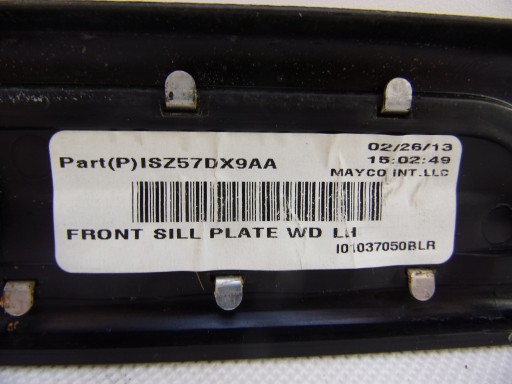 02/26/13
Part(P)ISZ57DX9AA 15:02:49
MAYCO INT.LLC
FRONT SILL PLATE WD LH
I01037050BLR